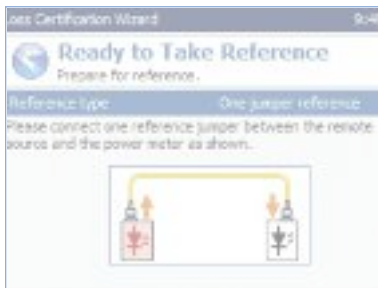 Loss Certification Wizard 9:4
Ready to Take Reference
Prepare for reference.
Reference type One jumper reference
Please connect one reference jumper between the remote
source and the power meter as shown.